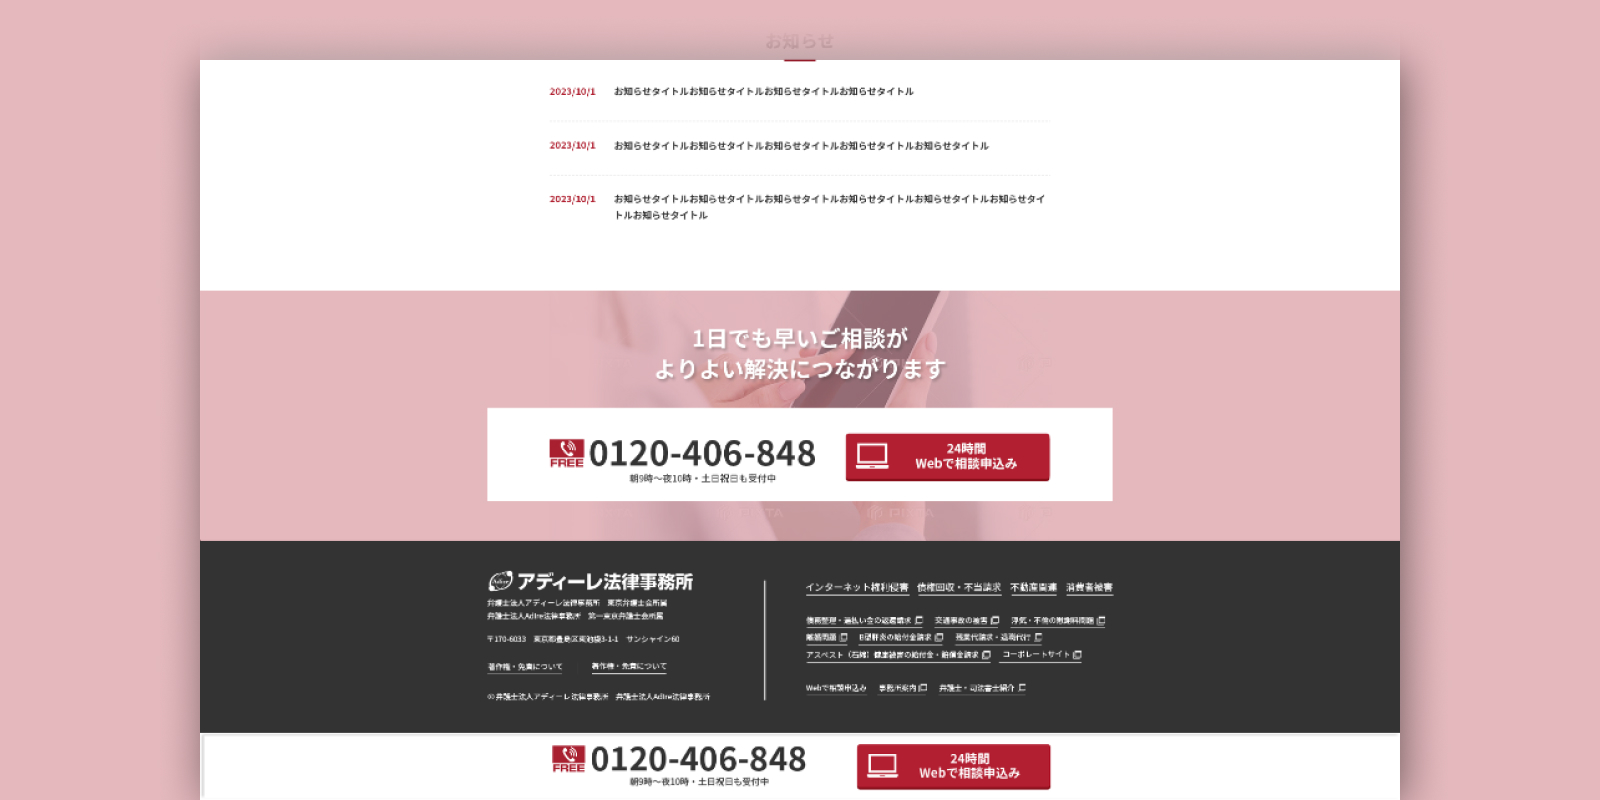 お知らせ
2023/10/1 お知らせタイトルお知らせタイトルお知らせタイトルお知らせタイトル
2023/10/1 お知らせタイトルお知らせタイトルお知らせタイトルお知らせタイトルお知らせタイトル
2023/10/1 お知らせタイトルお知らせタイトルお知らせタイトルお知らせタイトルお知らせタイトルお知らせタイ
トルお知らせタイトル
1日でも早いご相談が
よりよい解決につながります
FREE 0120-406-848
朝9時～夜10時・土日祝日も受付中
24時間
Webで相談申込み
アディーレ法律事務所
弁護士法人アディーレ法律事務所 東京弁護士会所属
弁護士法人AdIre法律事務所 第一東京弁護士会所属
〒170-6033 東京都豊島区東池袋3-1-1 サンシャイン60
著作権・免責について 著作権・免責について
© 弁護士法人アディーレ法律事務所 弁護士法人AdIre法律事務所
インターネット権利侵害 債権回収・不当請求 不動産関連 消費者被害
債務整理・過払い金の返還請求 交通事故の被害 浮気・不倫の慰謝料問題
離婚問題 B型肝炎の給付金請求 残業代請求・退職代行
アスベスト（石綿）健康被害の給付金・賠償金請求 コーポレートサイト
Webで相談申込み 事務所案内 弁護士・司法書士紹介
FREE 0120-406-848
朝9時～夜10時・土日祝日も受付中
24時間
Webで相談申込み